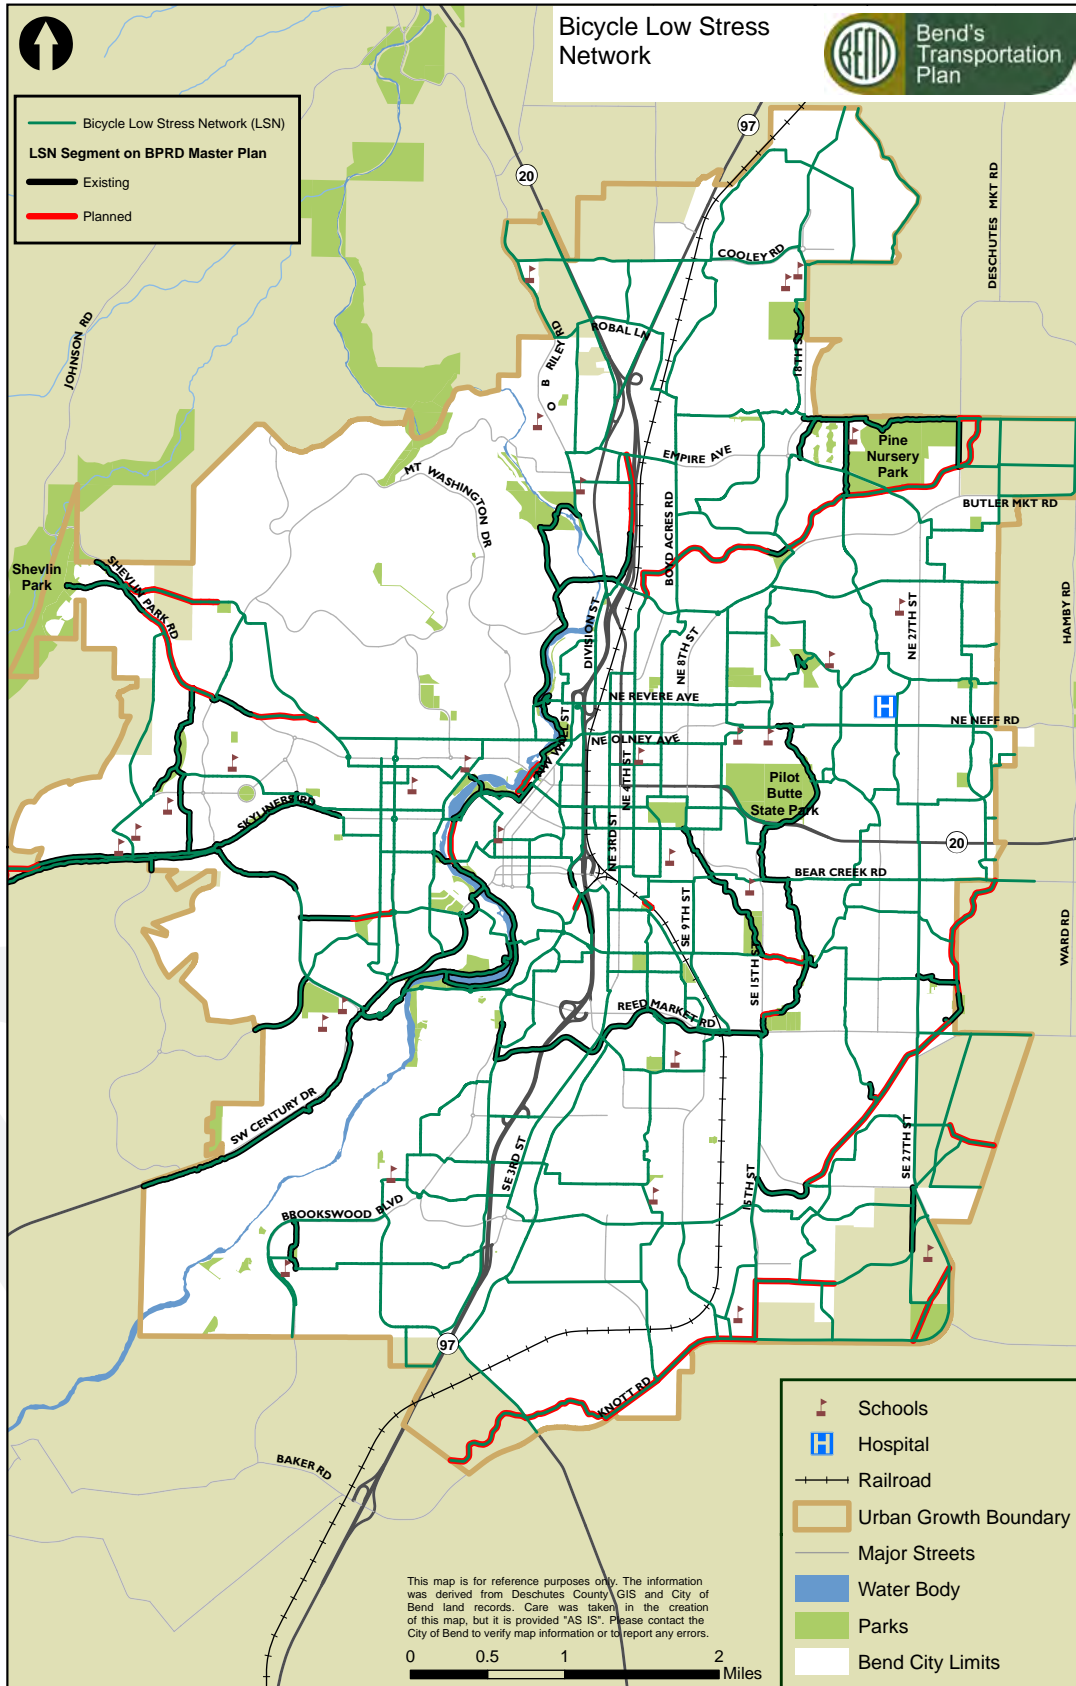 Bicycle Low Stress
Network
BEND
Bend's
Transportation
Plan
Bicycle Low Stress Network (LSN)
LSN Segment on BPRD Master Plan
Existing
Planned
97
20
DESCHUTES MKT RD
COOLEY RD
JOHNSON RD
ROBAL LN
O B RILEY RD
18TH ST
EMPIRE AVE
Pine
Nursery
Park
MT WASHINGTON DR
BOYD ACRES RD
BUTLER MKT RD
Shevlin
Park
SHEVLIN PARK RD
DIVISION ST
NE 8TH ST
NE 27TH ST
HAMBY RD
NE REVERE AVE
H
NE NEFF RD
NW WALL ST
NE OLNEY AVE
NE 4TH ST
Pilot
Butte
State Park
SKYLINERS RD
NE 3RD ST
20
BEAR CREEK RD
SE 9TH ST
SE 15TH ST
WARD RD
REED MARKET RD
SW CENTURY DR
SE 3RD ST
SE 27TH ST
15TH ST
BROOKSWOOD BLVD
97
KNOTT RD
BAKER RD
Schools
H Hospital
Railroad
Urban Growth Boundary
Major Streets
Water Body
Parks
Bend City Limits
This map is for reference purposes only. The information
was derived from Deschutes County GIS and City of
Bend land records. Care was taken in the creation
of this map, but it is provided "AS IS". Please contact the
City of Bend to verify map information or to report any errors.
0 0.5 1 2
Miles